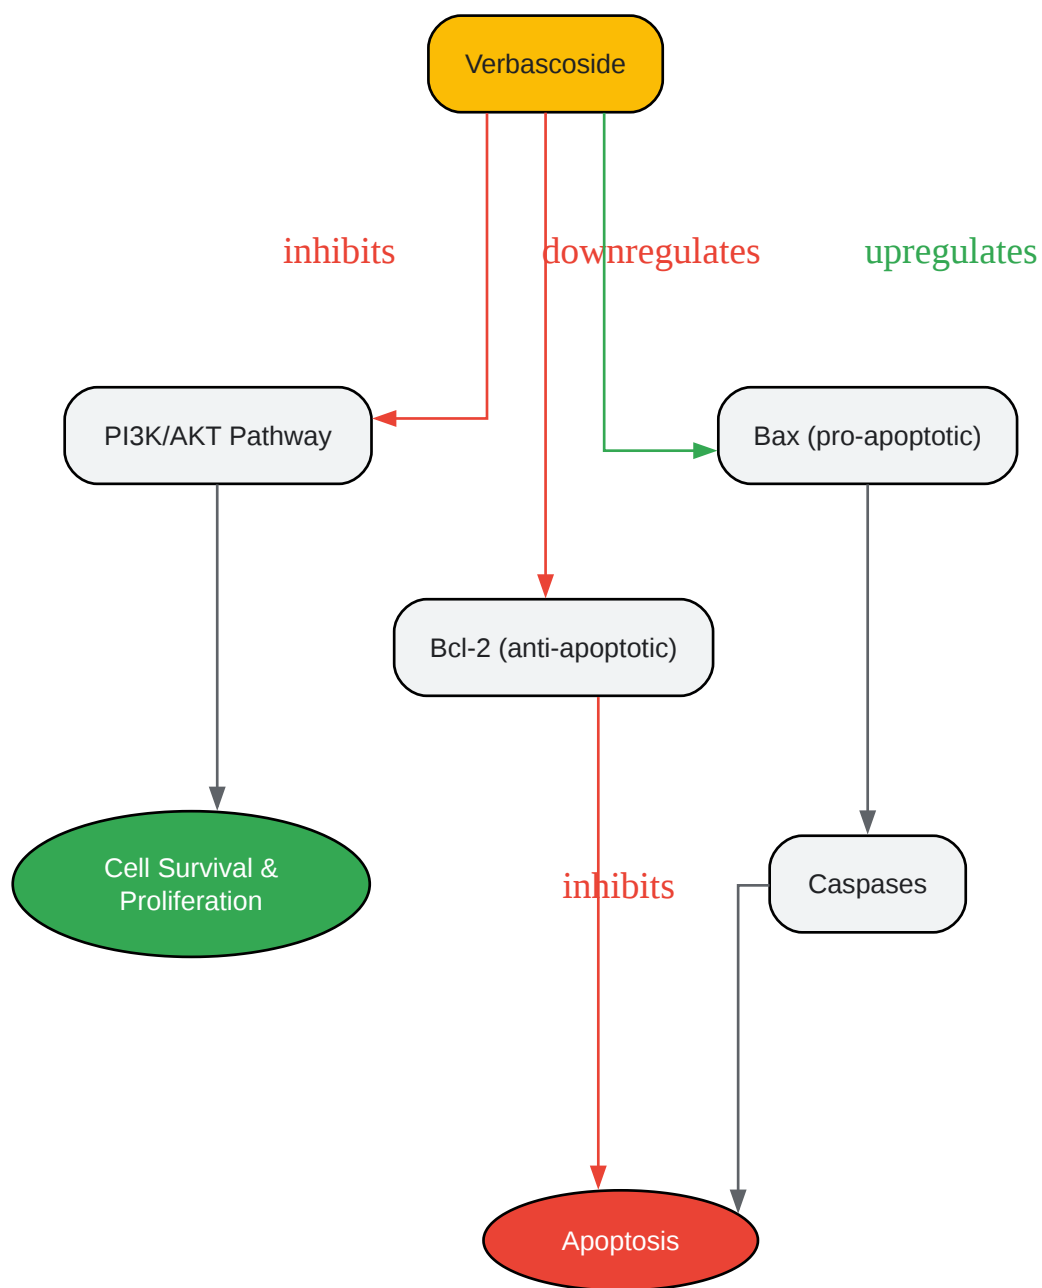 Verbascoside
inhibits
downregulates
upregulates
PI3K/AKT Pathway
Bax (pro-apoptotic)
Bcl-2 (anti-apoptotic)
Cell Survival &
Proliferation
inhibits
Caspases
Apoptosis